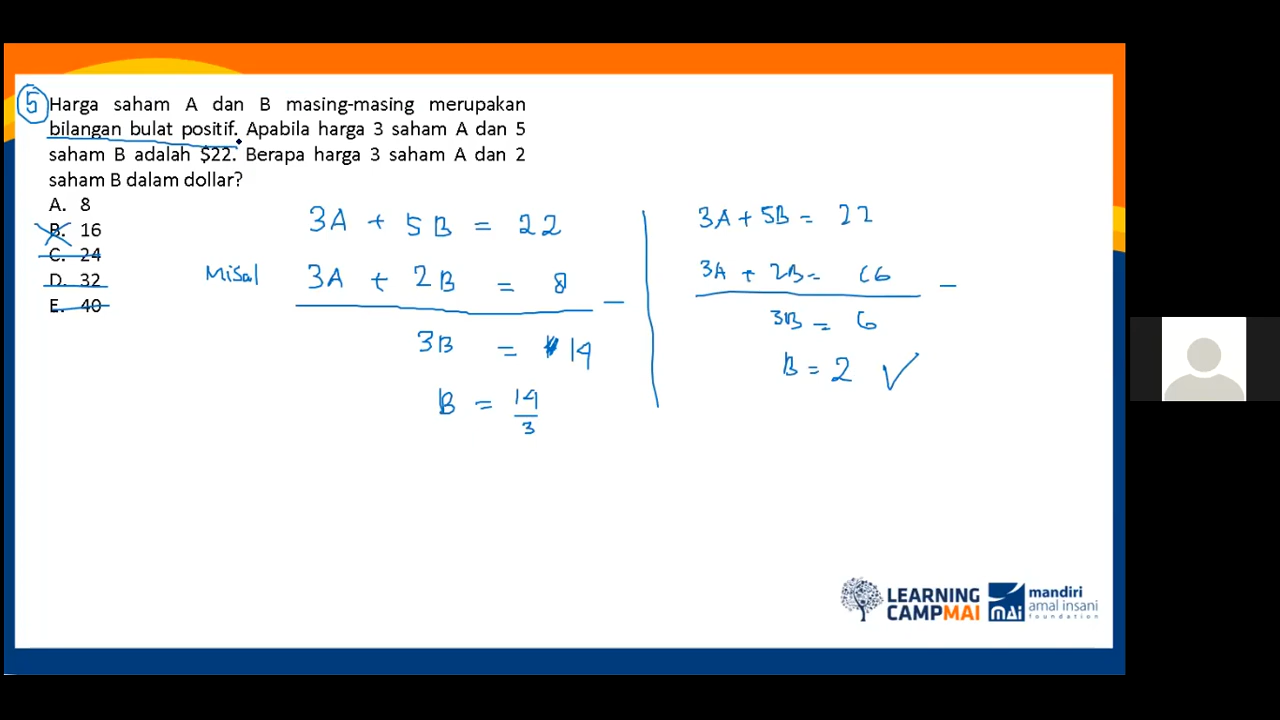 5 Harga saham A dan B masing-masing merupakan
bilangan bulat positif. Apabila harga 3 saham A dan 5
saham B adalah $22. Berapa harga 3 saham A dan 2
saham B dalam dollar?
A. 8
B. 16
C. 24
D. 32
E. 40
3A + 5B = 22
Misal 3A + 2B = 8 -
3B = 14
B = 14/3
3A + 5B = 22
3A + 2B = 16 -
3B = 6
B = 2 ✓
LEARNING
CAMPMAI
MAI
mandiri
amal insani
foundation